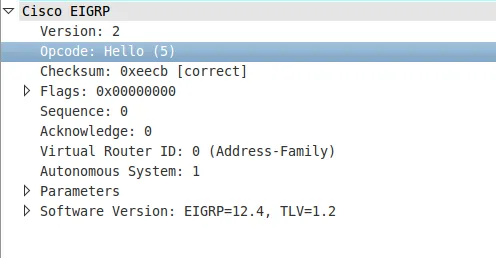 Cisco EIGRP
Version: 2
Opcode: Hello (5)
Checksum: 0xeecb [correct]
Flags: 0x00000000
Sequence: 0
Acknowledge: 0
Virtual Router ID: 0 (Address-Family)
Autonomous System: 1
Parameters
Software Version: EIGRP=12.4, TLV=1.2